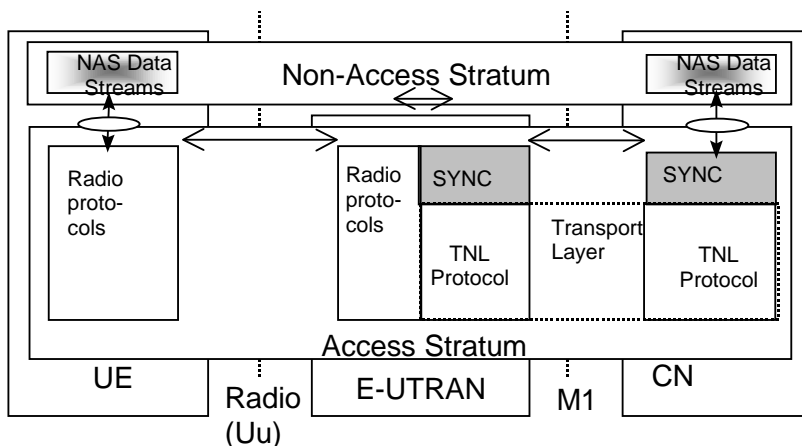 NAS Data
Streams
Non-Access Stratum
NAS Data
Streams
Radio
proto-
cols
Radio
proto-
cols
SYNC
TNL
Protocol
Transport
Layer
SYNC
TNL
Protocol
Access Stratum
UE
Radio
(Uu)
E-UTRAN
M1
CN